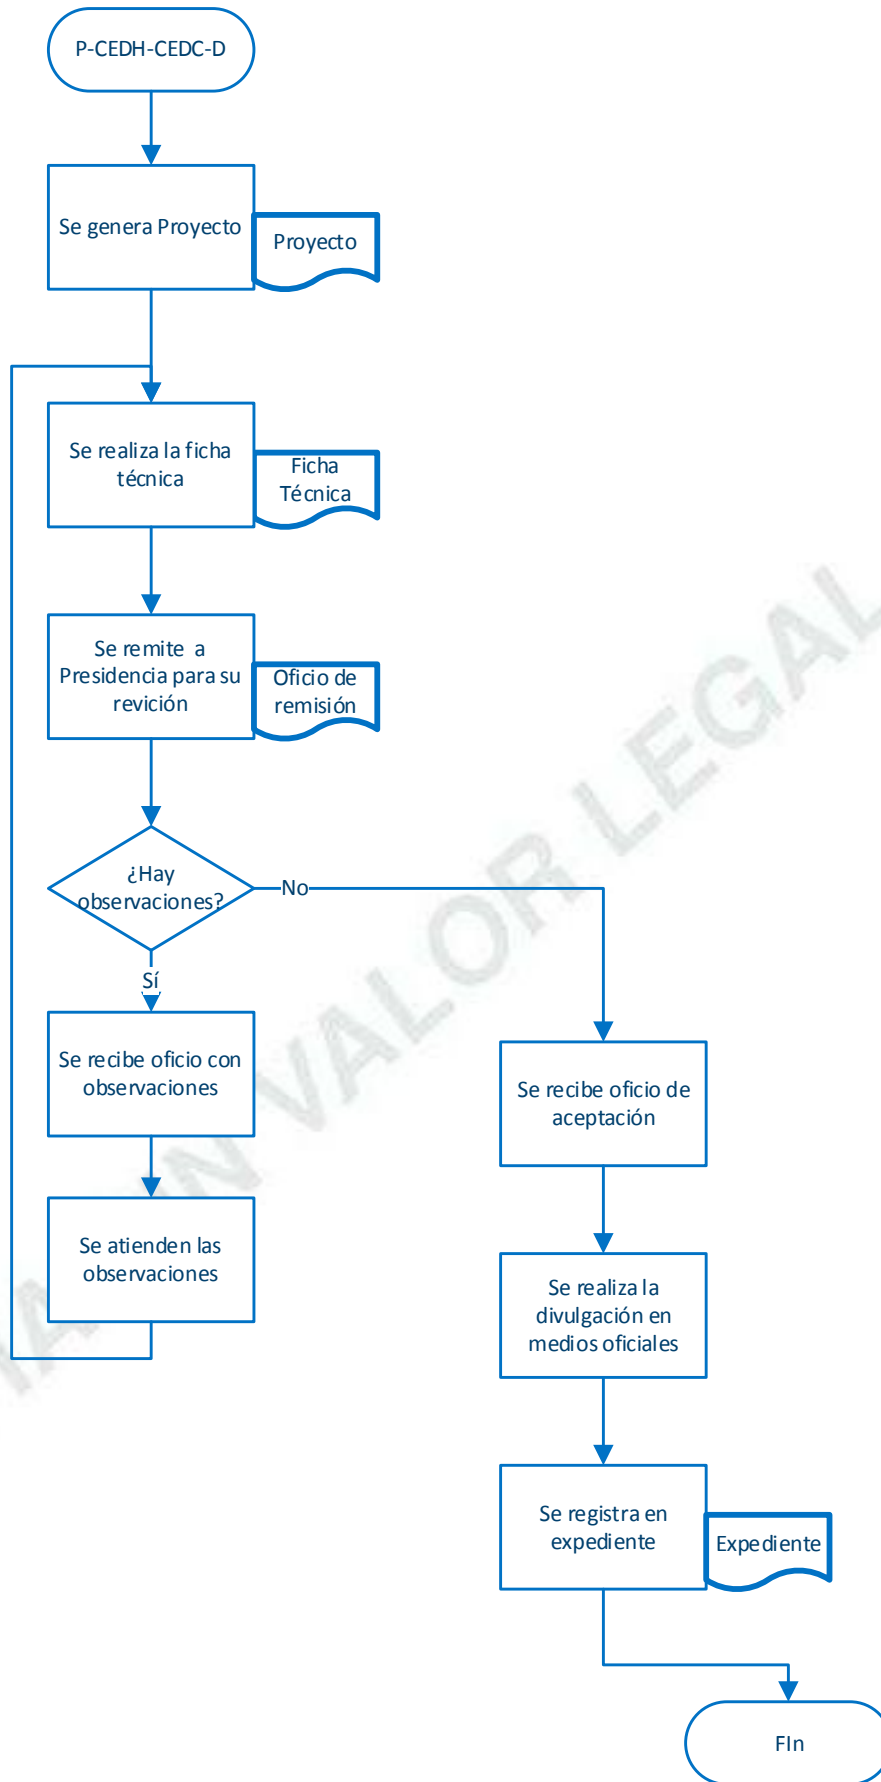 P-CEDH-CEDC-D
Se genera Proyecto
Proyecto
Se realiza la ficha
técnica
Ficha
Técnica
Se remite a
Presidencia para su
revición
Oficio de
remisión
¿Hay
observaciones?
No
Sí
Se recibe oficio con
observaciones
Se recibe oficio de
aceptación
Se atienden las
observaciones
Se realiza la
divulgación en
medios oficiales
Se registra en
expediente
Expediente
FIn
VALOR LEGAL